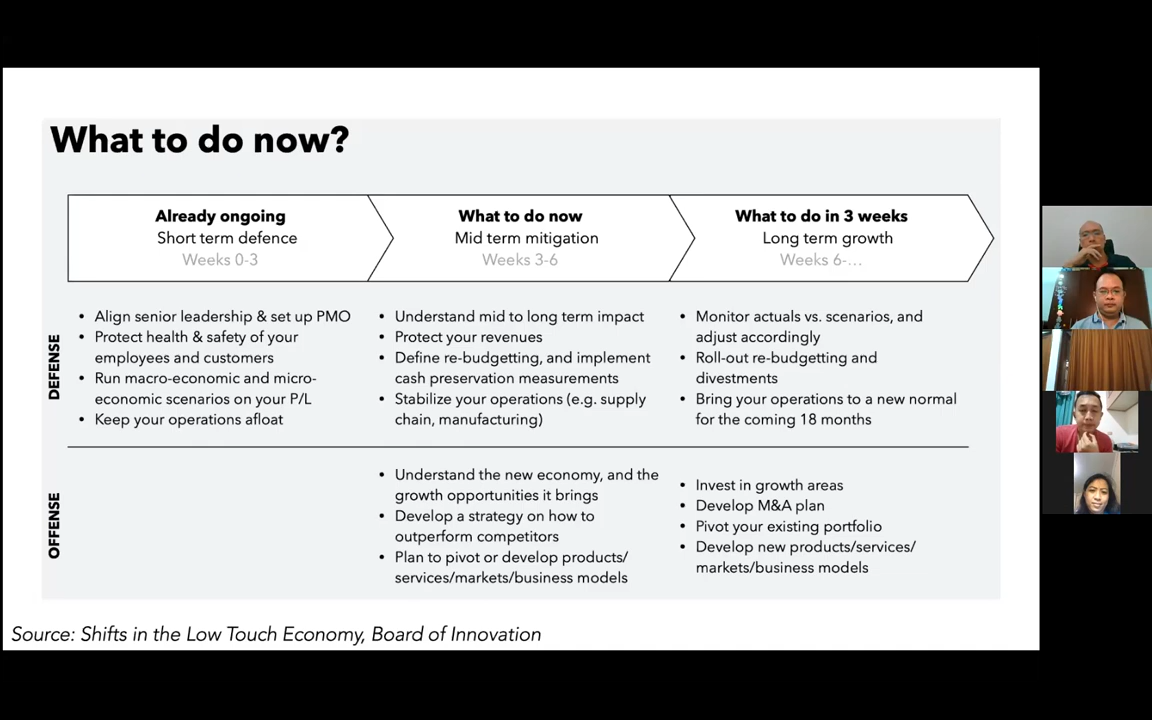 What to do now?
Already ongoing
Short term defence
Weeks 0-3
What to do now
Mid term mitigation
Weeks 3-6
What to do in 3 weeks
Long term growth
Weeks 6-...
DEFENSE
• Align senior leadership & set up PMO
• Protect health & safety of your
employees and customers
• Run macro-economic and micro-
economic scenarios on your P/L
• Keep your operations afloat
• Understand mid to long term impact
• Protect your revenues
• Define re-budgetting, and implement
cash preservation measurements
• Stabilize your operations (e.g. supply
chain, manufacturing)
• Monitor actuals vs. scenarios, and
adjust accordingly
• Roll-out re-budgetting and
divestments
• Bring your operations to a new normal
for the coming 18 months
OFFENSE
• Understand the new economy, and the
growth opportunities it brings
• Develop a strategy on how to
outperform competitors
• Plan to pivot or develop products/
services/markets/business models
• Invest in growth areas
• Develop M&A plan
• Pivot your existing portfolio
• Develop new products/services/
markets/business models
Source: Shifts in the Low Touch Economy, Board of Innovation